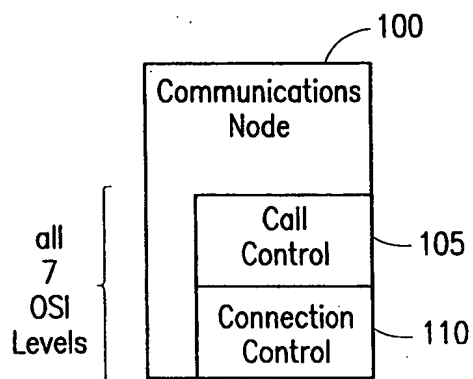 100
Communications
Node
Call
Control
105
all
7
OSI
Levels
Connection
Control
110